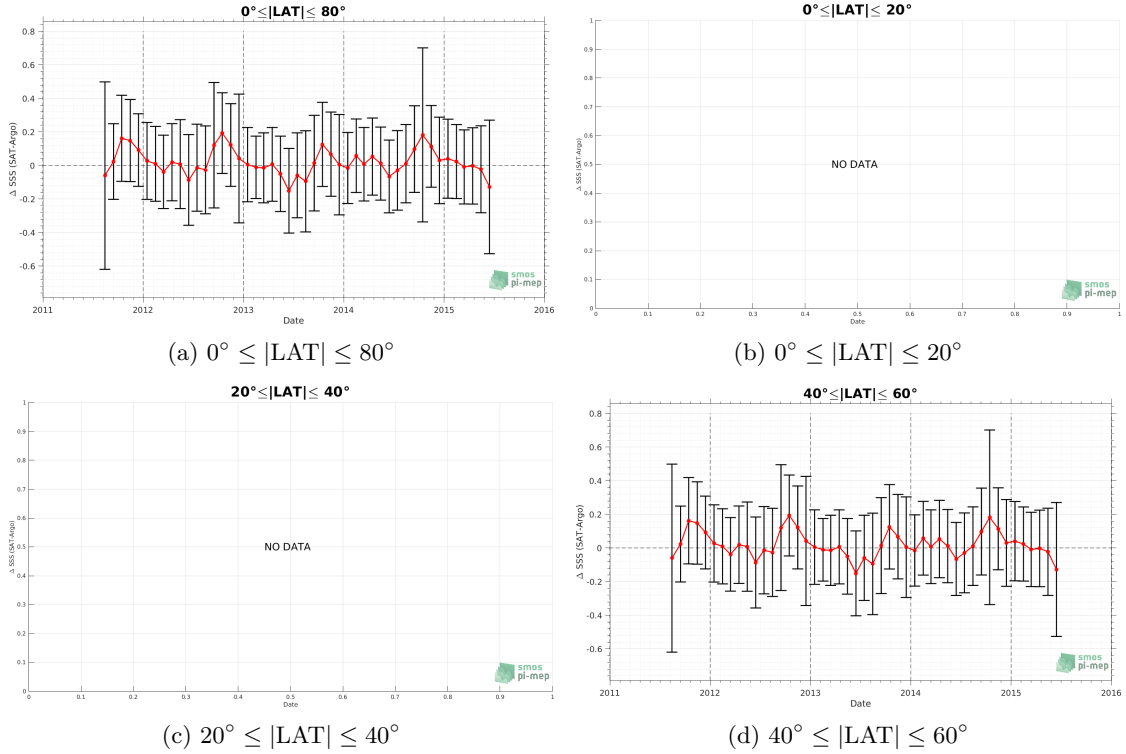 0°≤|LAT|≤ 80°
0.8
0.6
0.4
0.2
0
-0.2
-0.4
-0.6
Δ SSS (SAT-Argo)
2011 2012 2013 2014 2015 2016
Date
smos
pi-mep
(a) 0° ≤ |LAT| ≤ 80°
0°≤|LAT|≤ 20°
1
0.9
0.8
0.7
0.6
0.5
0.4
0.3
0.2
0.1
0
Δ SSS (SAT-Argo)
NO DATA
0 0.1 0.2 0.3 0.4 0.5 0.6 0.7 0.8 0.9 1
Date
smos
pi-mep
(b) 0° ≤ |LAT| ≤ 20°
20°≤|LAT|≤ 40°
1
0.9
0.8
0.7
0.6
0.5
0.4
0.3
0.2
0.1
0
Δ SSS (SAT-Argo)
NO DATA
0 0.1 0.2 0.3 0.4 0.5 0.6 0.7 0.8 0.9 1
Date
smos
pi-mep
(c) 20° ≤ |LAT| ≤ 40°
40°≤|LAT|≤ 60°
0.8
0.6
0.4
0.2
0
-0.2
-0.4
-0.6
Δ SSS (SAT-Argo)
2011 2012 2013 2014 2015 2016
Date
smos
pi-mep
(d) 40° ≤ |LAT| ≤ 60°